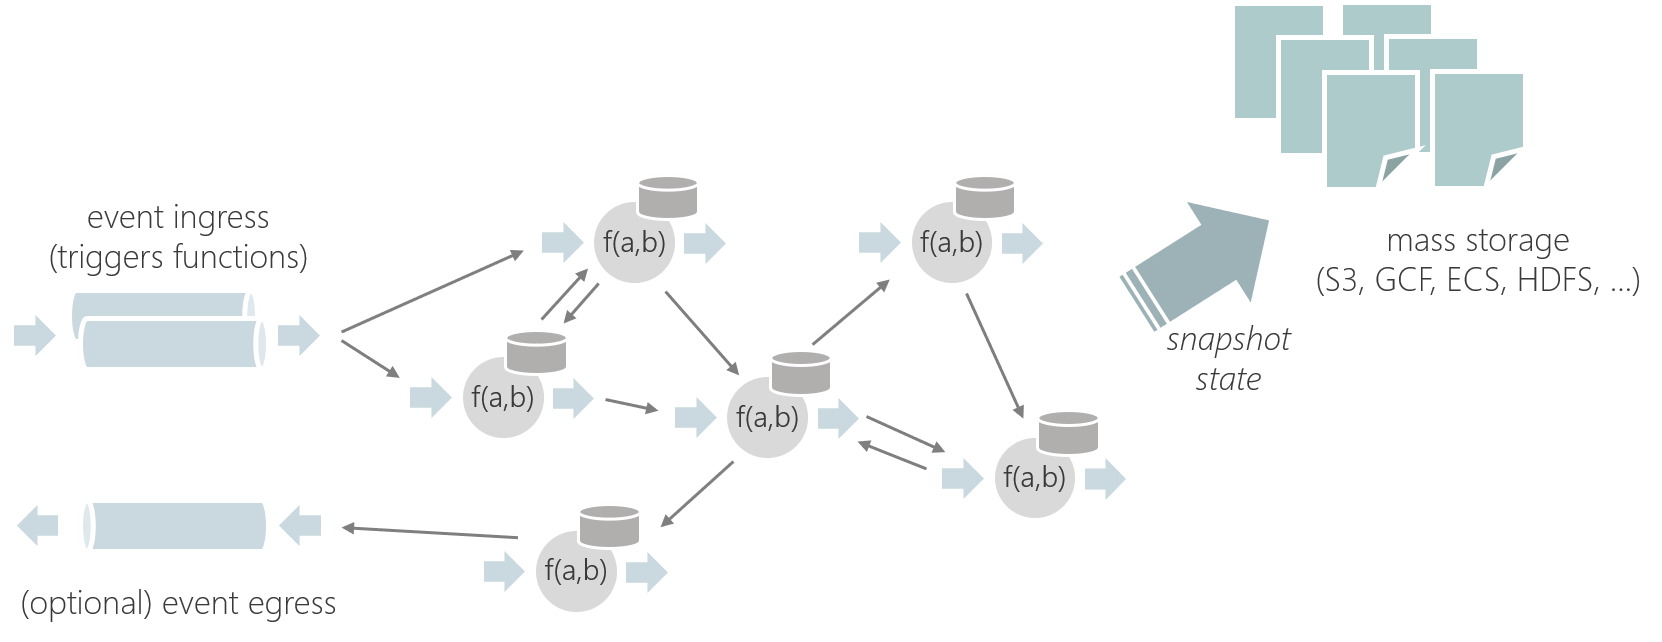 event ingress
(triggers functions)
f(a,b)
f(a,b)
f(a,b)
f(a,b)
f(a,b)
f(a,b)
(optional) event egress
snapshot
state
mass storage
(S3, GCF, ECS, HDFS, ...)